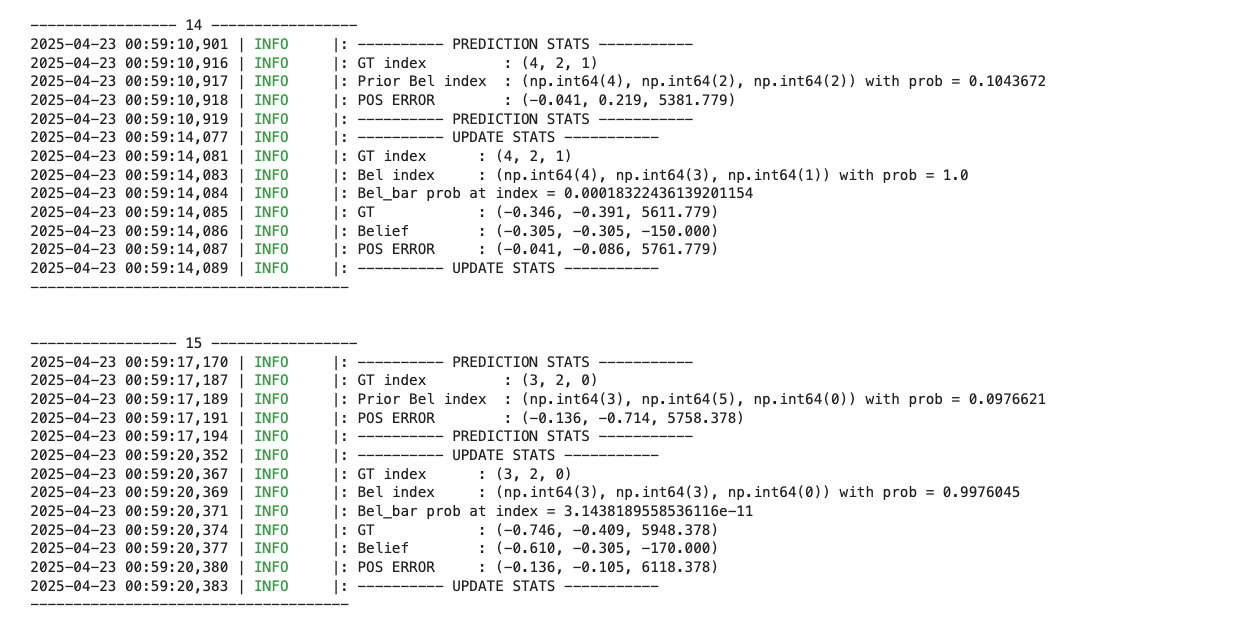 ----------------- 14 -----------------
2025-04-23 00:59:10,901 | INFO     |: ---------- PREDICTION STATS -----------
2025-04-23 00:59:10,916 | INFO     |: GT index         : (4, 2, 1)
2025-04-23 00:59:10,917 | INFO     |: Prior Bel index  : (np.int64(4), np.int64(2), np.int64(2)) with prob = 0.1043672
2025-04-23 00:59:10,918 | INFO     |: POS ERROR        : (-0.041, 0.219, 5381.779)
2025-04-23 00:59:10,919 | INFO     |: ---------- PREDICTION STATS -----------
2025-04-23 00:59:14,077 | INFO     |: ---------- UPDATE STATS -----------
2025-04-23 00:59:14,081 | INFO     |: GT index      : (4, 2, 1)
2025-04-23 00:59:14,083 | INFO     |: Bel index     : (np.int64(4), np.int64(3), np.int64(1)) with prob = 1.0
2025-04-23 00:59:14,084 | INFO     |: Bel_bar prob at index = 0.00018322436139201154
2025-04-23 00:59:14,085 | INFO     |: GT            : (-0.346, -0.391, 5611.779)
2025-04-23 00:59:14,086 | INFO     |: Belief        : (-0.305, -0.305, -150.000)
2025-04-23 00:59:14,087 | INFO     |: POS ERROR     : (-0.041, -0.086, 5761.779)
2025-04-23 00:59:14,089 | INFO     |: ---------- UPDATE STATS -----------
-------------------------------------
----------------- 15 -----------------
2025-04-23 00:59:17,170 | INFO     |: ---------- PREDICTION STATS -----------
2025-04-23 00:59:17,187 | INFO     |: GT index         : (3, 2, 0)
2025-04-23 00:59:17,189 | INFO     |: Prior Bel index  : (np.int64(3), np.int64(5), np.int64(0)) with prob = 0.0976621
2025-04-23 00:59:17,191 | INFO     |: POS ERROR        : (-0.136, -0.714, 5758.378)
2025-04-23 00:59:17,194 | INFO     |: ---------- PREDICTION STATS -----------
2025-04-23 00:59:20,352 | INFO     |: ---------- UPDATE STATS -----------
2025-04-23 00:59:20,367 | INFO     |: GT index      : (3, 2, 0)
2025-04-23 00:59:20,369 | INFO     |: Bel index     : (np.int64(3), np.int64(3), np.int64(0)) with prob = 0.9976045
2025-04-23 00:59:20,371 | INFO     |: Bel_bar prob at index = 3.1438189558536116e-11
2025-04-23 00:59:20,374 | INFO     |: GT            : (-0.746, -0.409, 5948.378)
2025-04-23 00:59:20,377 | INFO     |: Belief        : (-0.610, -0.305, -170.000)
2025-04-23 00:59:20,380 | INFO     |: POS ERROR     : (-0.136, -0.105, 6118.378)
2025-04-23 00:59:20,383 | INFO     |: ---------- UPDATE STATS -----------
-------------------------------------